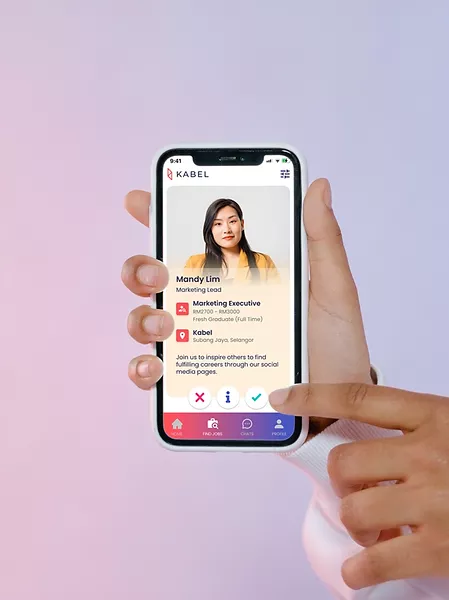 9:41
KABEL
Mandy Lim
Marketing Lead
Marketing Executive
RM2700 - RM3000
Fresh Graduate (Full Time)
Kabel
Subang Jaya, Selangor
Join us to inspire others to find
fulfilling careers through our social
media pages.
HOME
FIND JOBS
CHATS
PROFILE